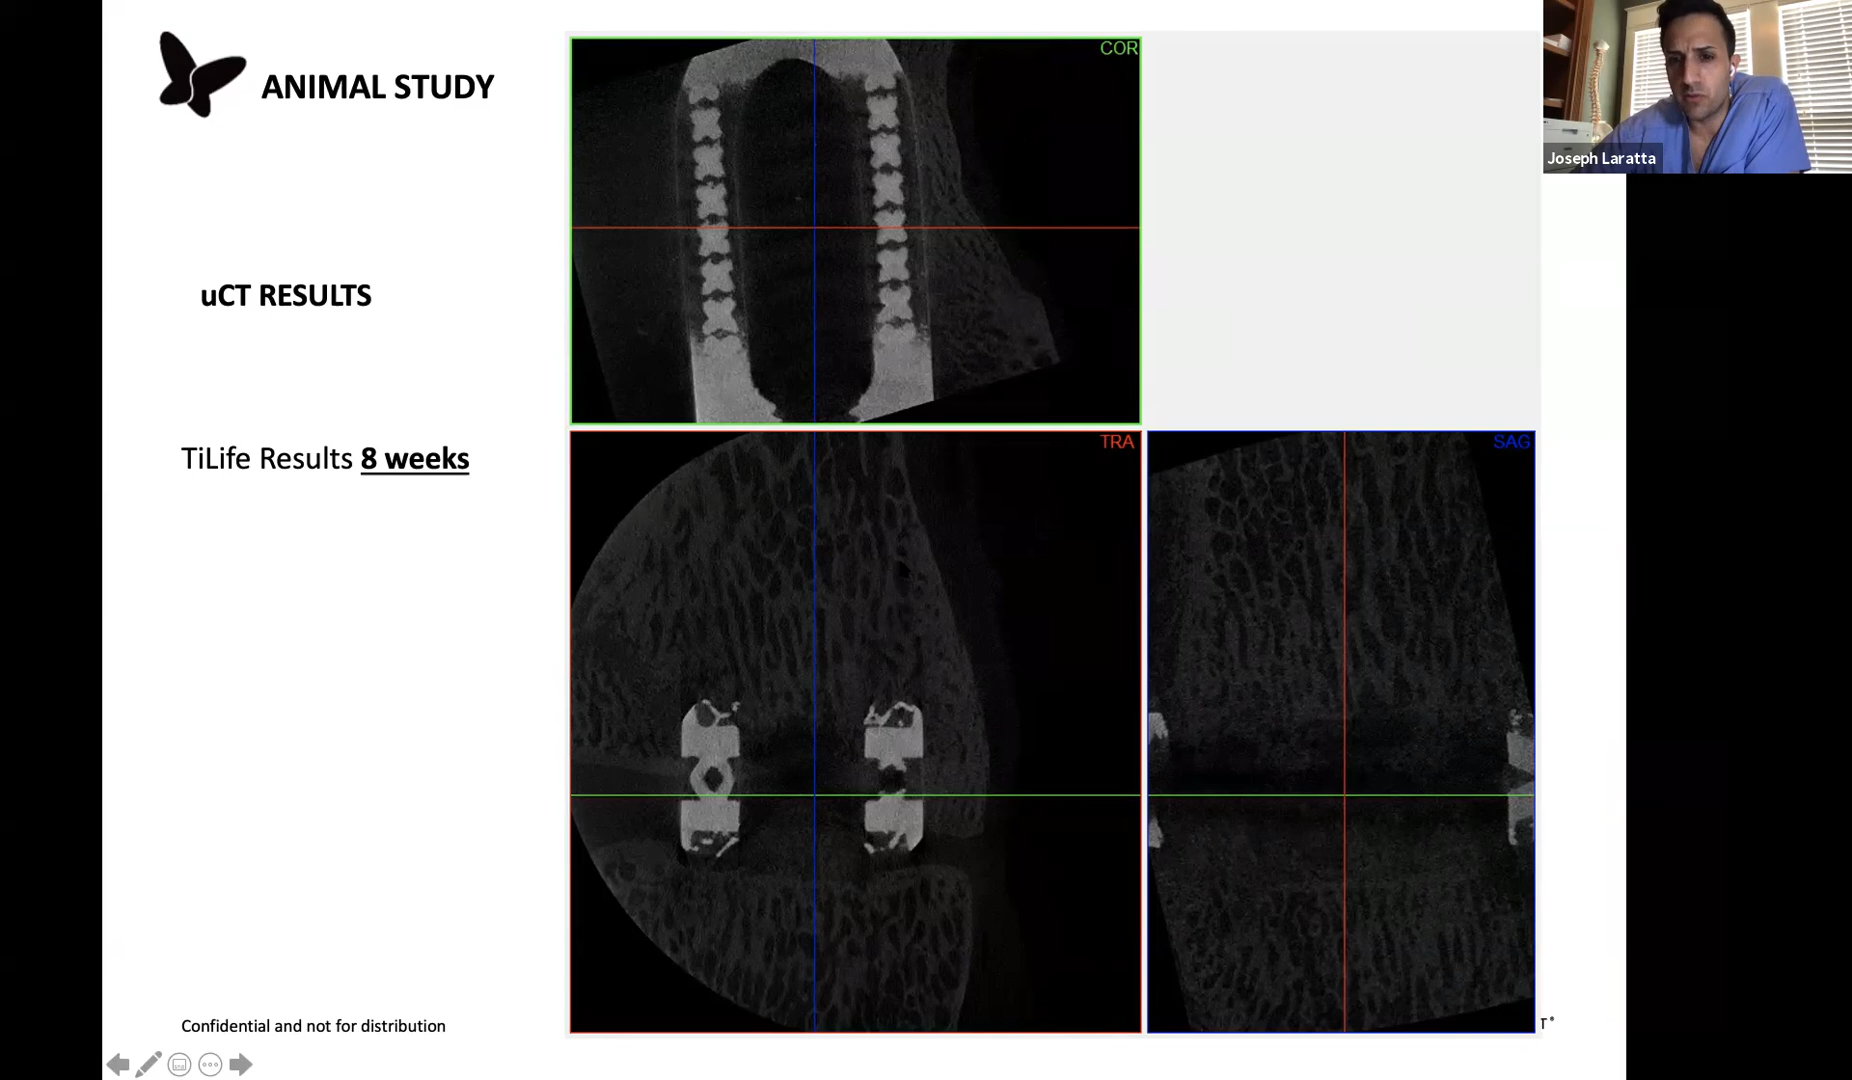 ANIMAL STUDY
COR
Joseph Laratta
uCT RESULTS
TRA
SAG
TiLife Results 8 weeks
Confidential and not for distribution
T®